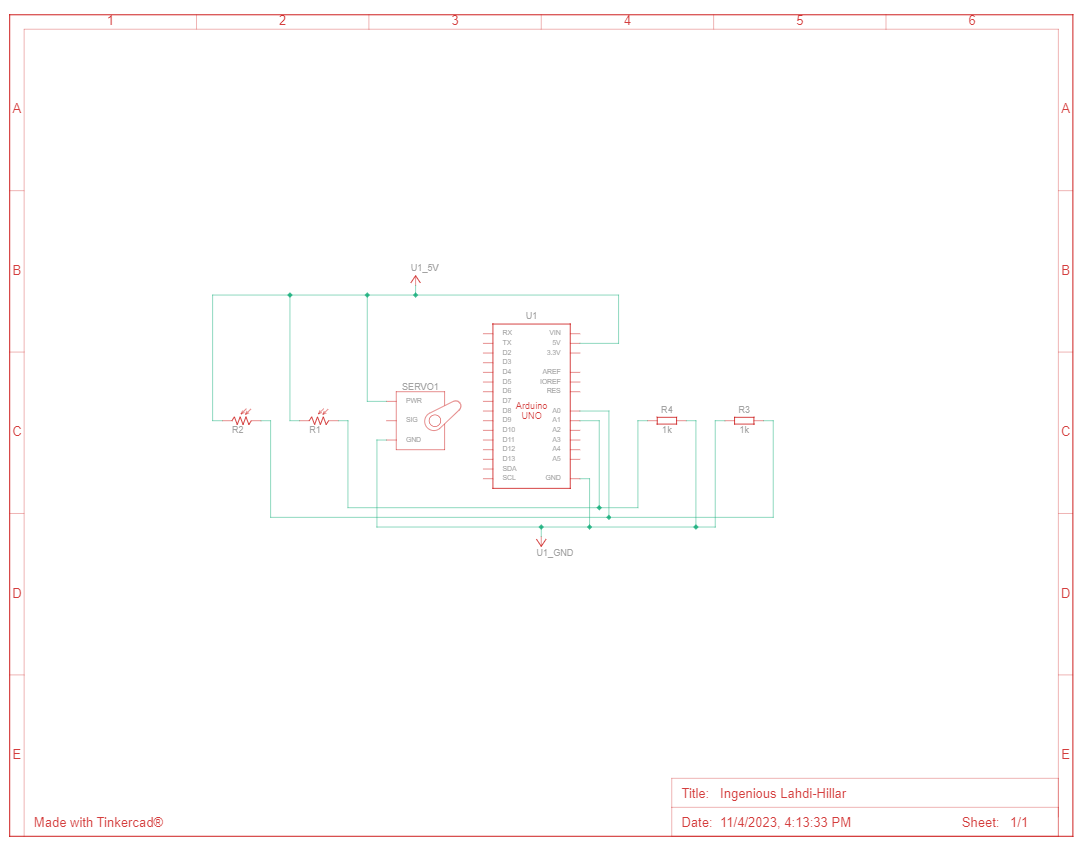 1 2 3 4 5 6
A A
B B
U1_5V
U1
RX VIN
TX 5V
D2 3.3V
D3
D4 AREF
D5 IOREF
SERVO1
D6 RES
PWR D7
Arduino
UNO
R4 R3
D8 A0
SIG D9 A1
R2 R1 D10 A2 1k 1k
C C
GND D11 A3
D12 A4
D13 A5
SDA
SCL GND
U1_GND
D D
E E
Title: Ingenious Lahdi-Hillar
Made with Tinkercad® Date: 11/4/2023, 4:13:33 PM Sheet: 1/1